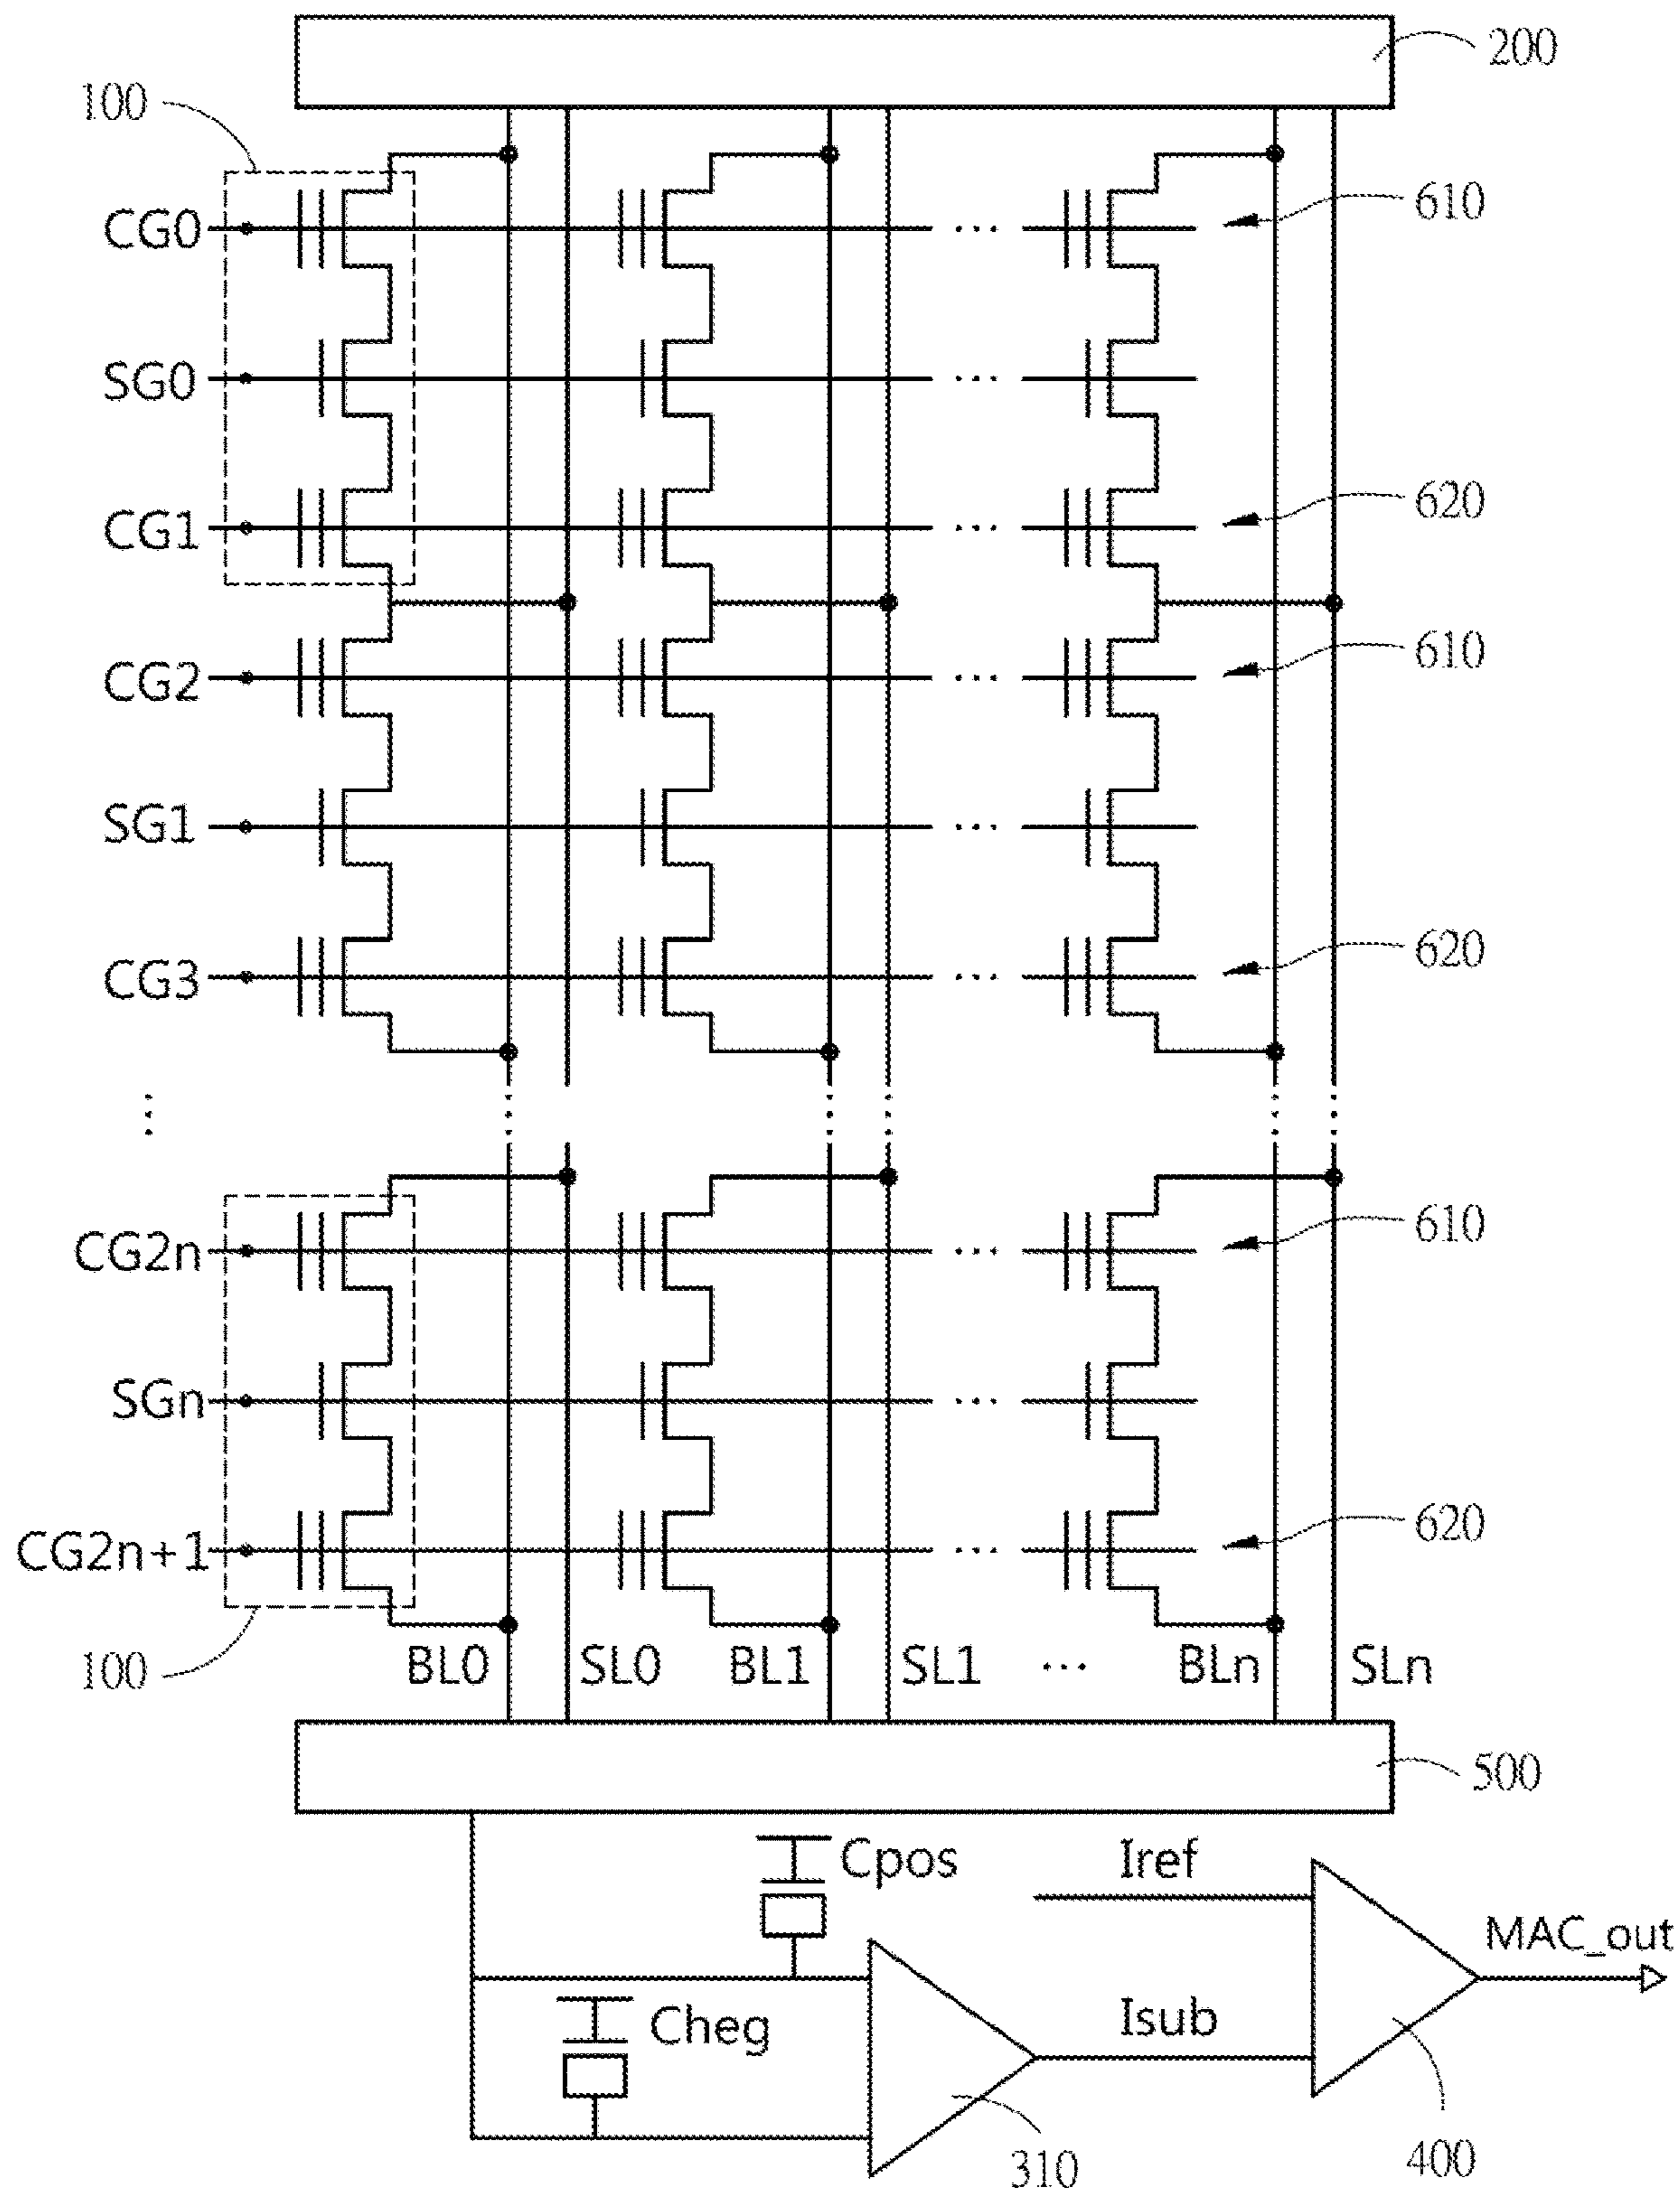 200
100
CG0
610
SG0
CG1
620
CG2
610
SG1
CG3
620
CG2n
610
SGn
CG2n+1
620
100
BL0 SL0 BL1 SL1 ... BLn SLn
500
Cpos
Iref
MAC_out
Cheg
Isub
310
400